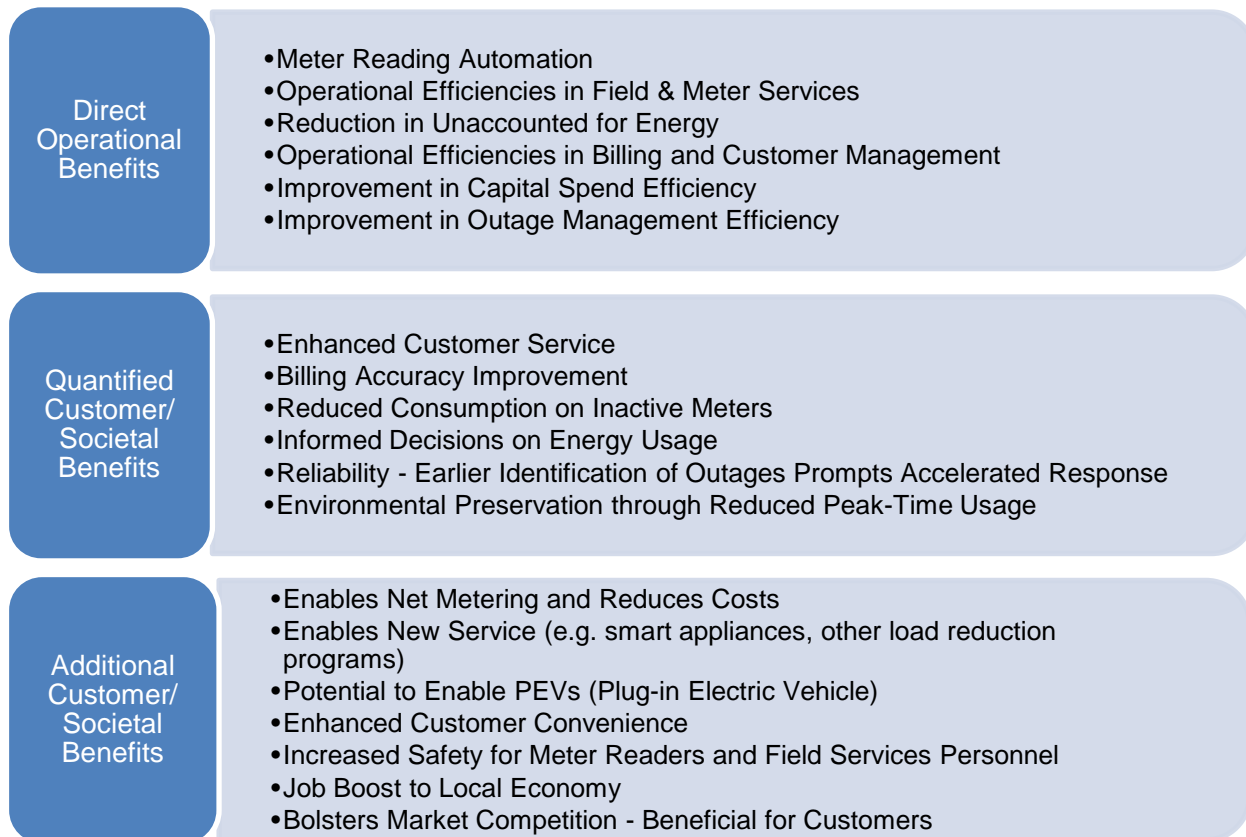 Direct
Operational
Benefits
•Meter Reading Automation
•Operational Efficiencies in Field & Meter Services
•Reduction in Unaccounted for Energy
•Operational Efficiencies in Billing and Customer Management
•Improvement in Capital Spend Efficiency
•Improvement in Outage Management Efficiency
Quantified
Customer/
Societal
Benefits
•Enhanced Customer Service
•Billing Accuracy Improvement
•Reduced Consumption on Inactive Meters
•Informed Decisions on Energy Usage
•Reliability - Earlier Identification of Outages Prompts Accelerated Response
•Environmental Preservation through Reduced Peak-Time Usage
Additional
Customer/
Societal
Benefits
•Enables Net Metering and Reduces Costs
•Enables New Service (e.g. smart appliances, other load reduction
programs)
•Potential to Enable PEVs (Plug-in Electric Vehicle)
•Enhanced Customer Convenience
•Increased Safety for Meter Readers and Field Services Personnel
•Job Boost to Local Economy
•Bolsters Market Competition - Beneficial for Customers